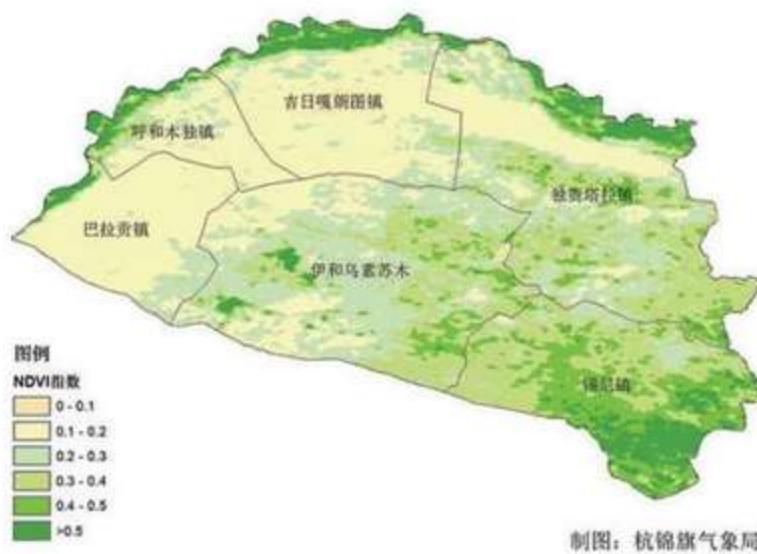 吉日嘎朗图镇
呼和木独镇
独贵塔拉镇
巴拉贡镇
伊和乌素苏木
锡尼镇
图例
NDVI指数
0 - 0.1
0.1 - 0.2
0.2 - 0.3
0.3 - 0.4
0.4 - 0.5
>0.5
制图：杭锦旗气象局